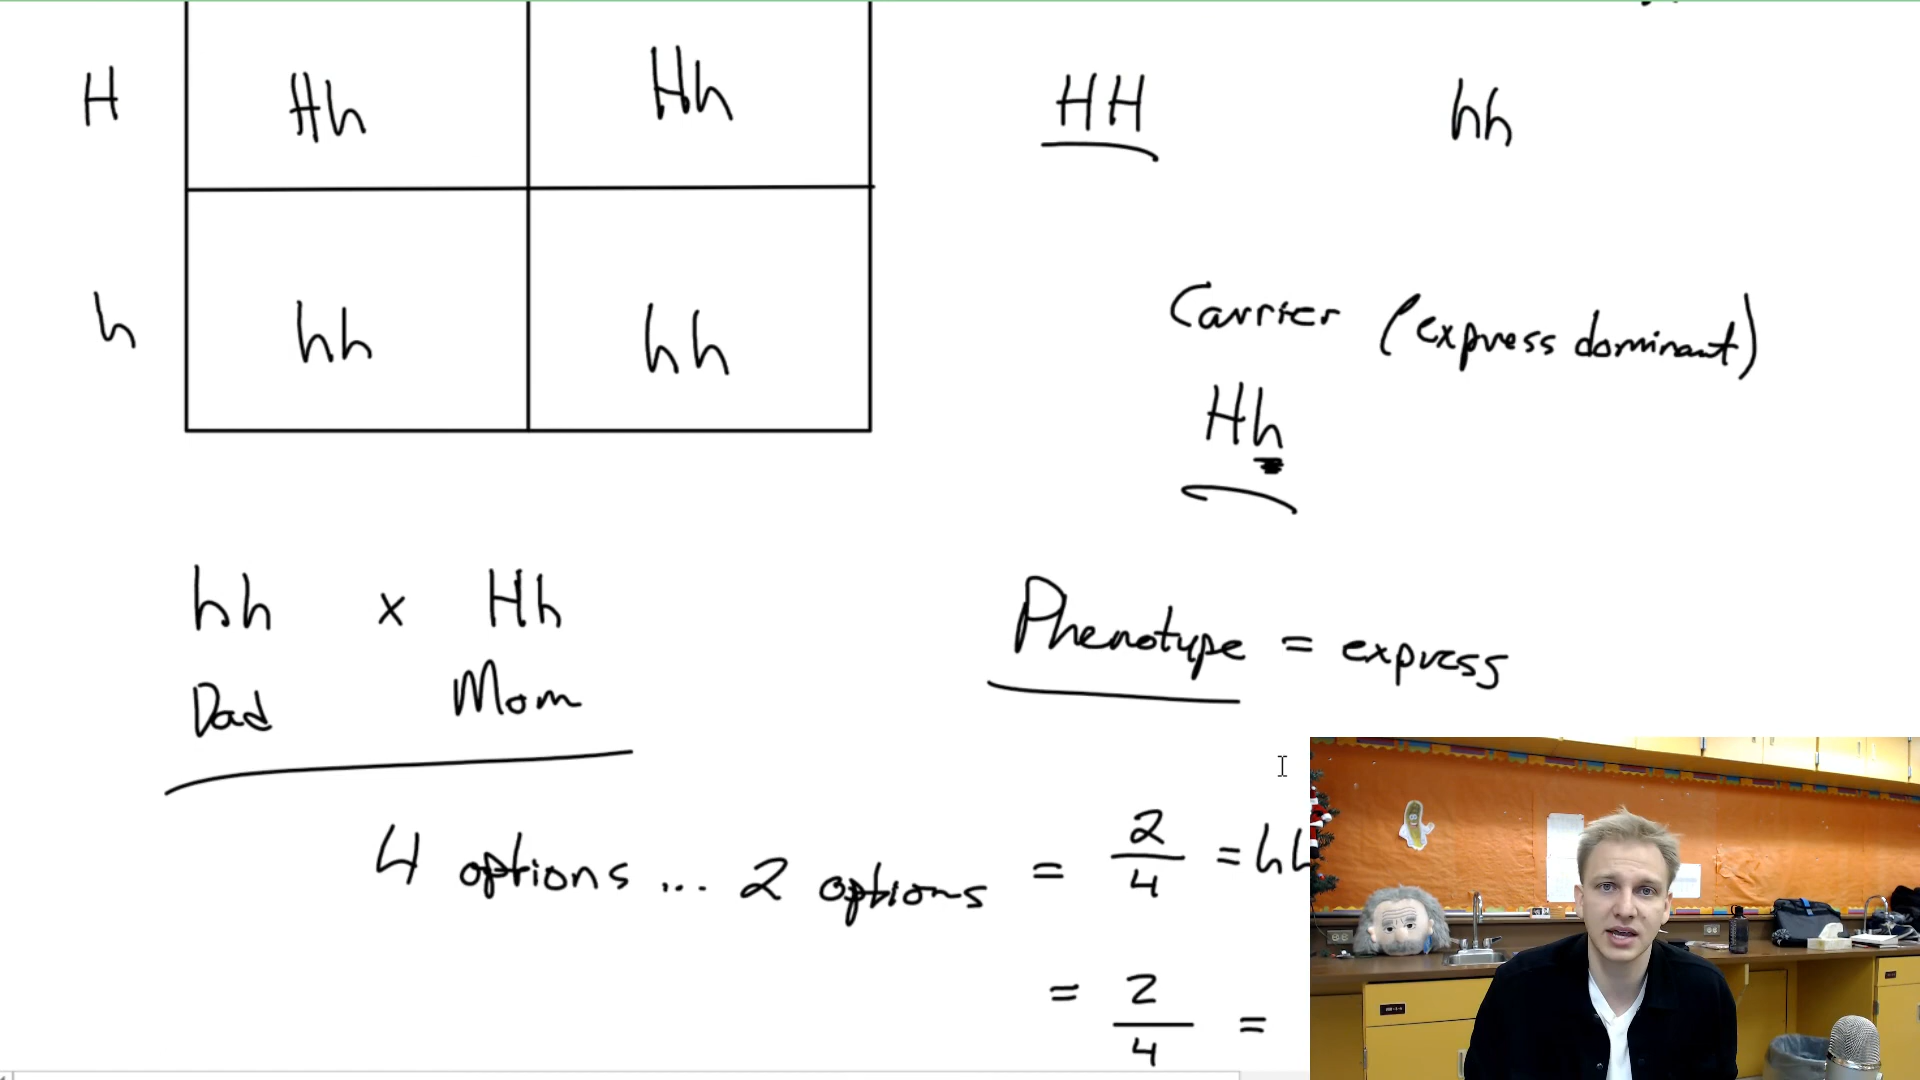 H Hh Hh HH hh
h hh hh
Carrier (express dominant)
Hh
hh x Hh
Dad Mom
Phenotype = express
4 options ... 2 options = 2/4 = hh
= 2/4 =